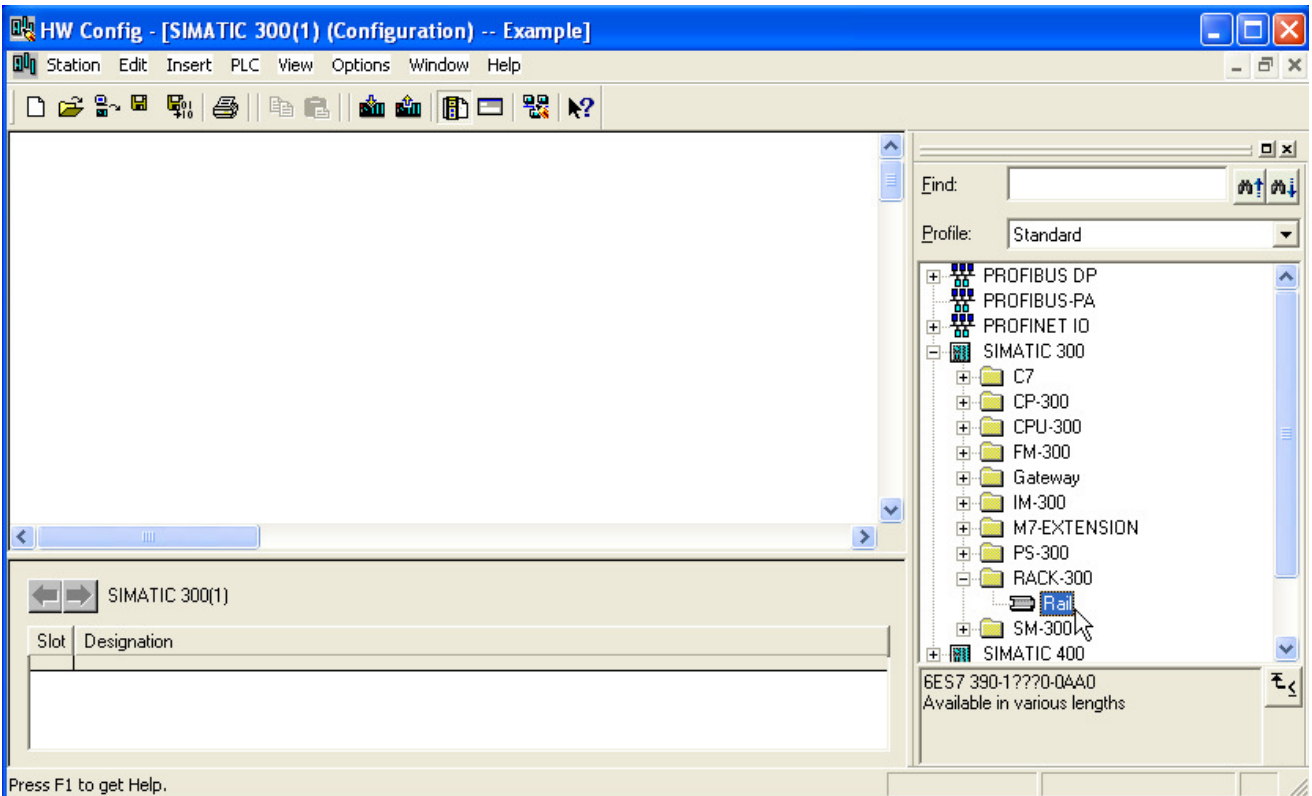 HW Config - [SIMATIC 300(1) (Configuration) -- Example]
Station Edit Insert PLC View Options Window Help
Find:
Profile: Standard
PROFIBUS DP
PROFIBUS-PA
PROFINET IO
SIMATIC 300
C7
CP-300
CPU-300
FM-300
Gateway
IM-300
M7-EXTENSION
PS-300
RACK-300
Rail
SM-300
SIMATIC 400
6ES7 390-1???0-0AA0
Available in various lengths
SIMATIC 300(1)
Slot Designation
Press F1 to get Help.